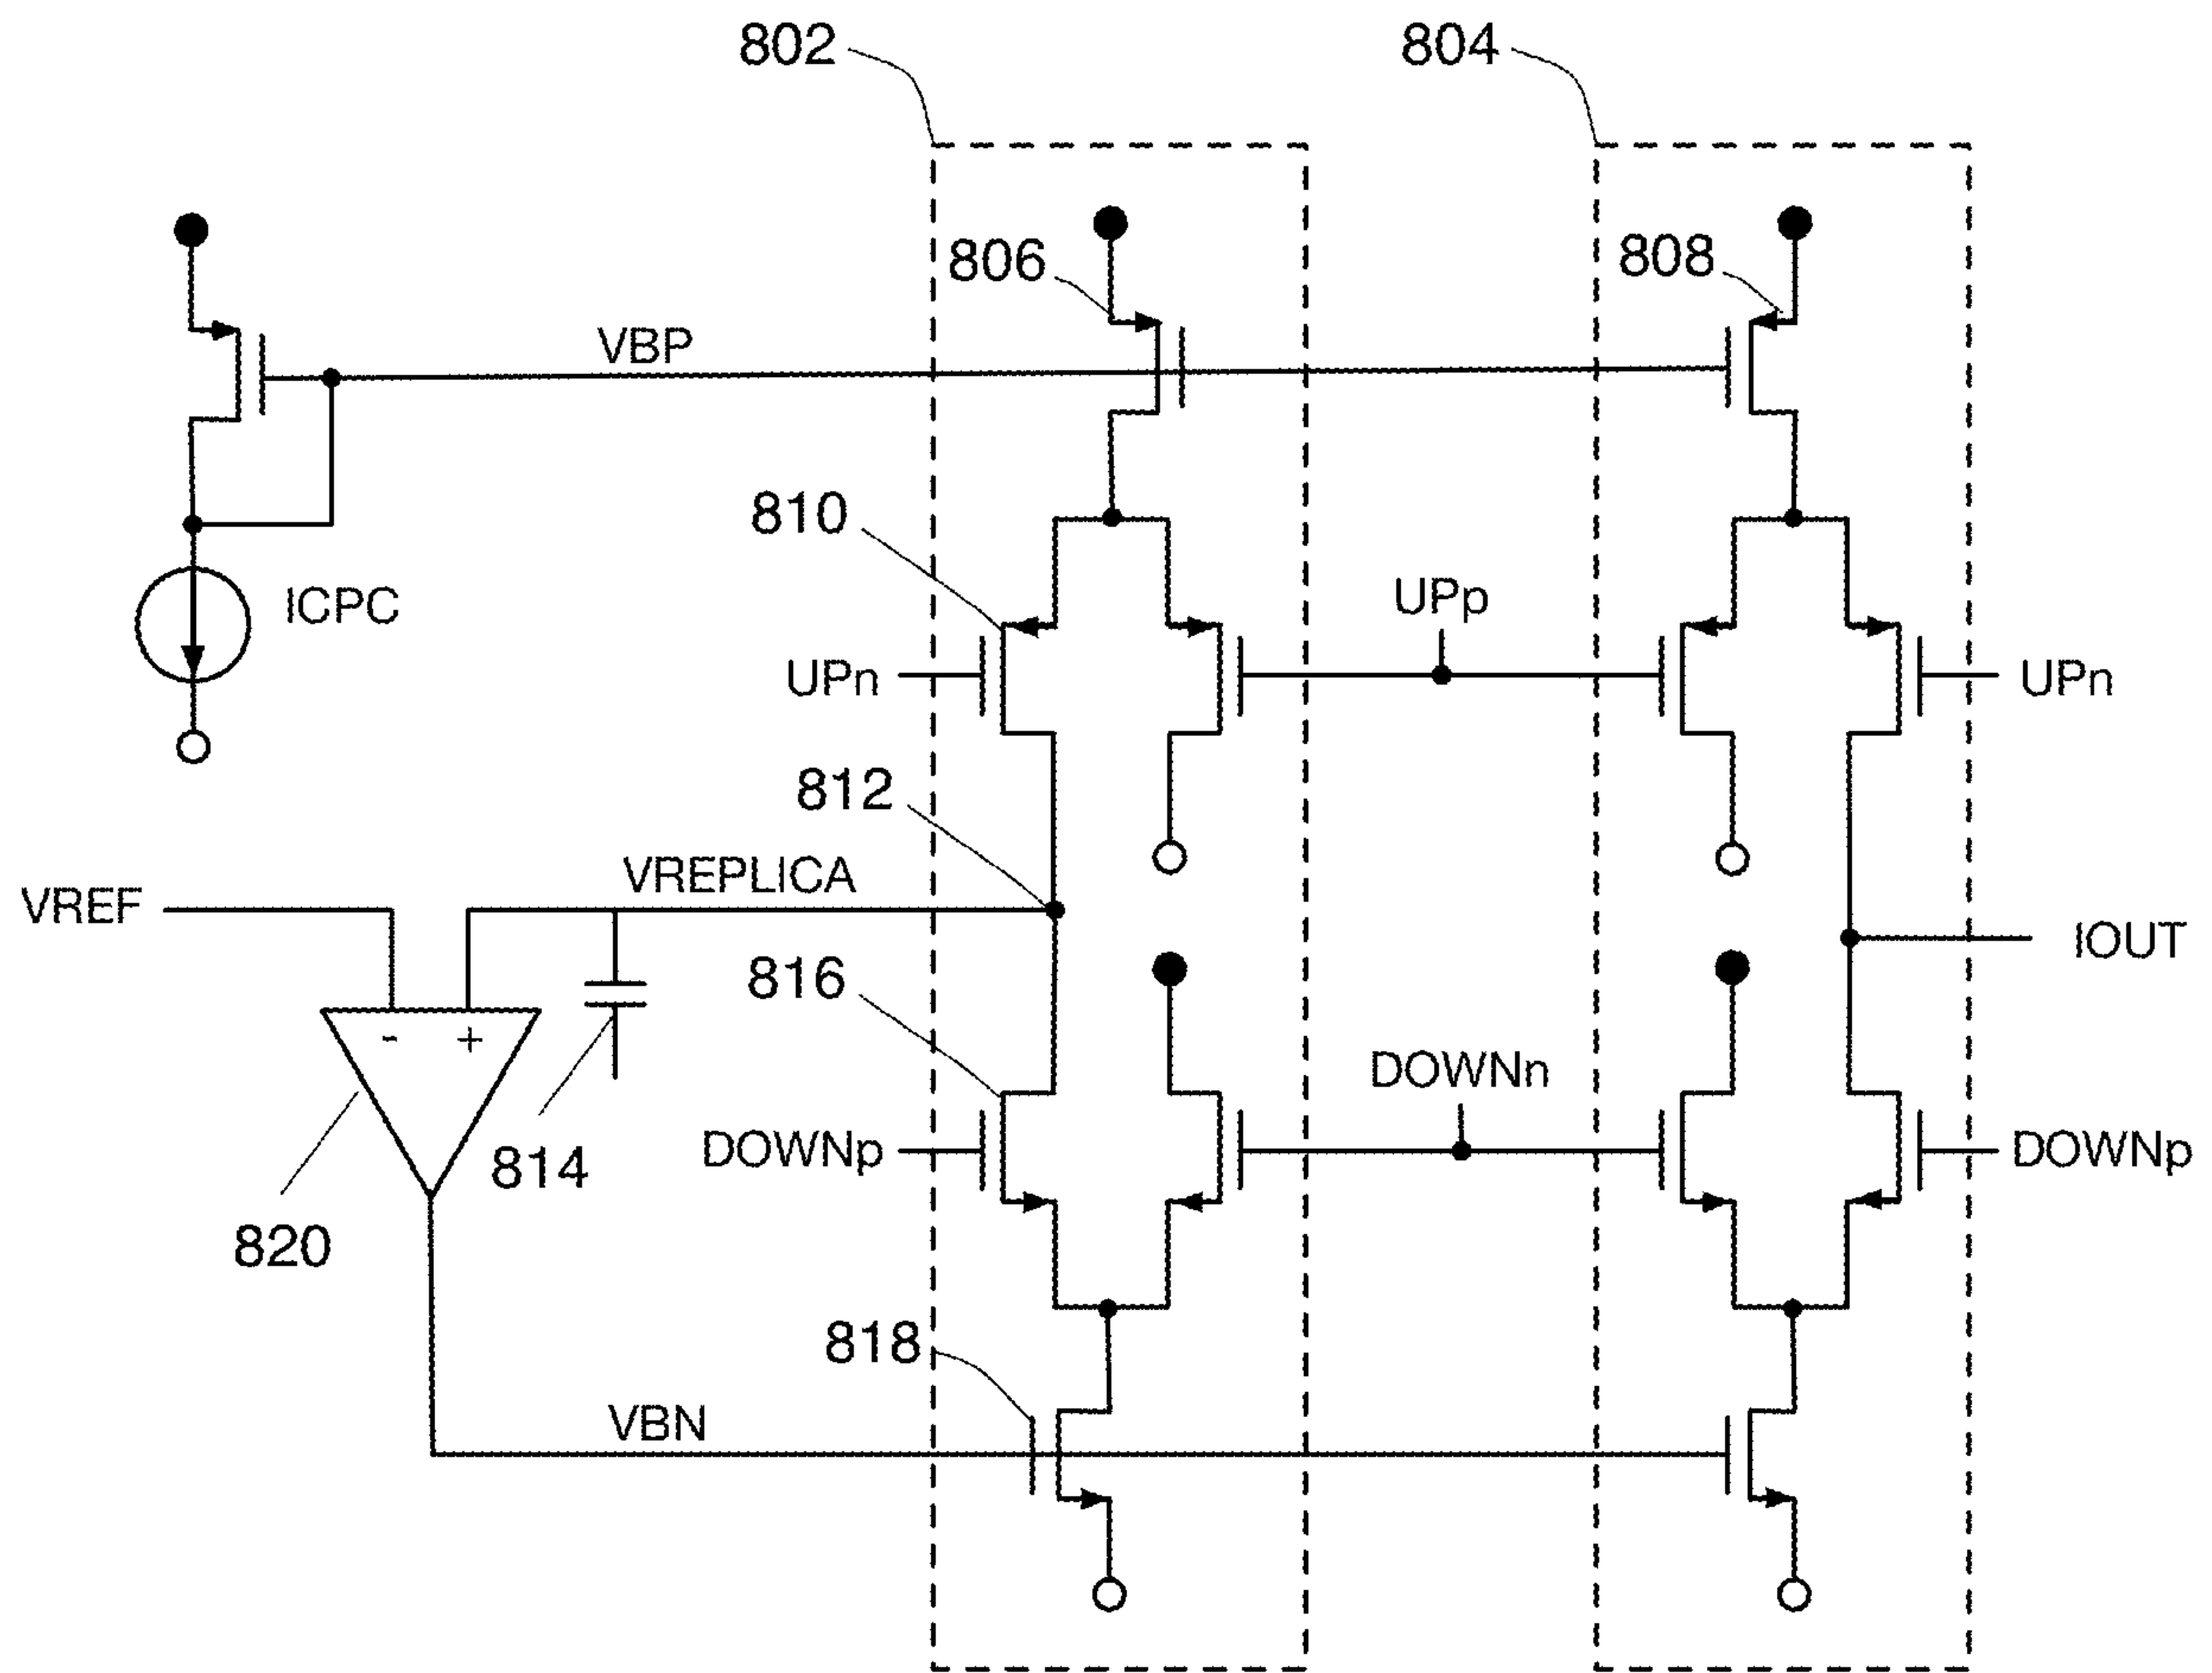 802
804
806
808
VBP
810
ICPC
UPp
UPn
UPn
812
VREPLICA
VREF
IOUT
816
- +
DOWNn
814
DOWNp
DOWNp
820
818
VBN